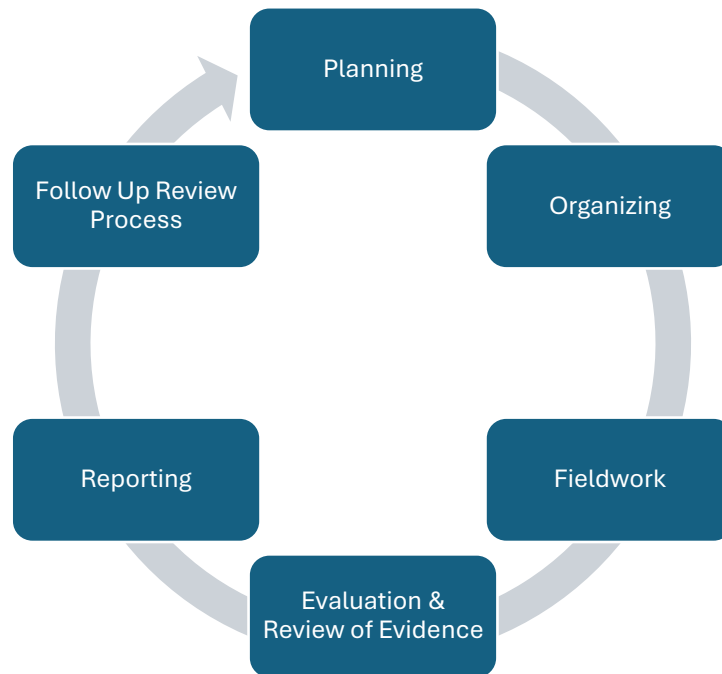 Planning
Organizing
Fieldwork
Evaluation &
Review of Evidence
Reporting
Follow Up Review
Process